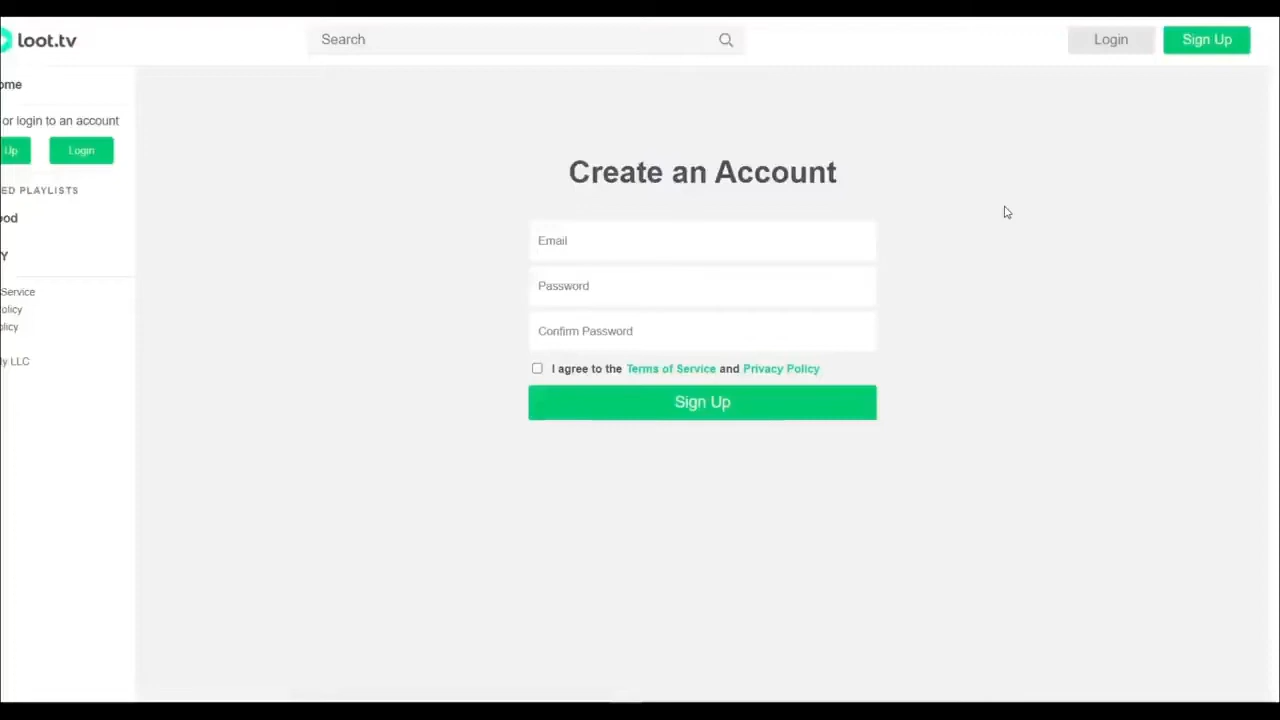 loot.tv
Search
Login
Sign Up
ome
or login to an account
Up
Login
ED PLAYLISTS
ood
Y
Service
olicy
olicy
ly LLC
Create an Account
Email
Password
Confirm Password
I agree to the Terms of Service and Privacy Policy
Sign Up